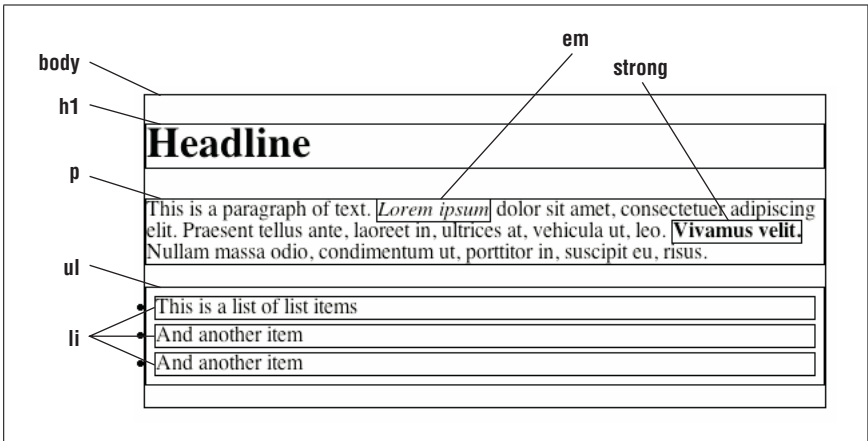 em
strong
body
h1
Headline
p
This is a paragraph of text. Lorem ipsum dolor sit amet, consectetuer adipiscing
elit. Praesent tellus ante, laoreet in, ultrices at, vehicula ut, leo. Vivamus velit.
Nullam massa odio, condimentum ut, porttitor in, suscipit eu, risus.
ul
This is a list of list items
li
And another item
And another item